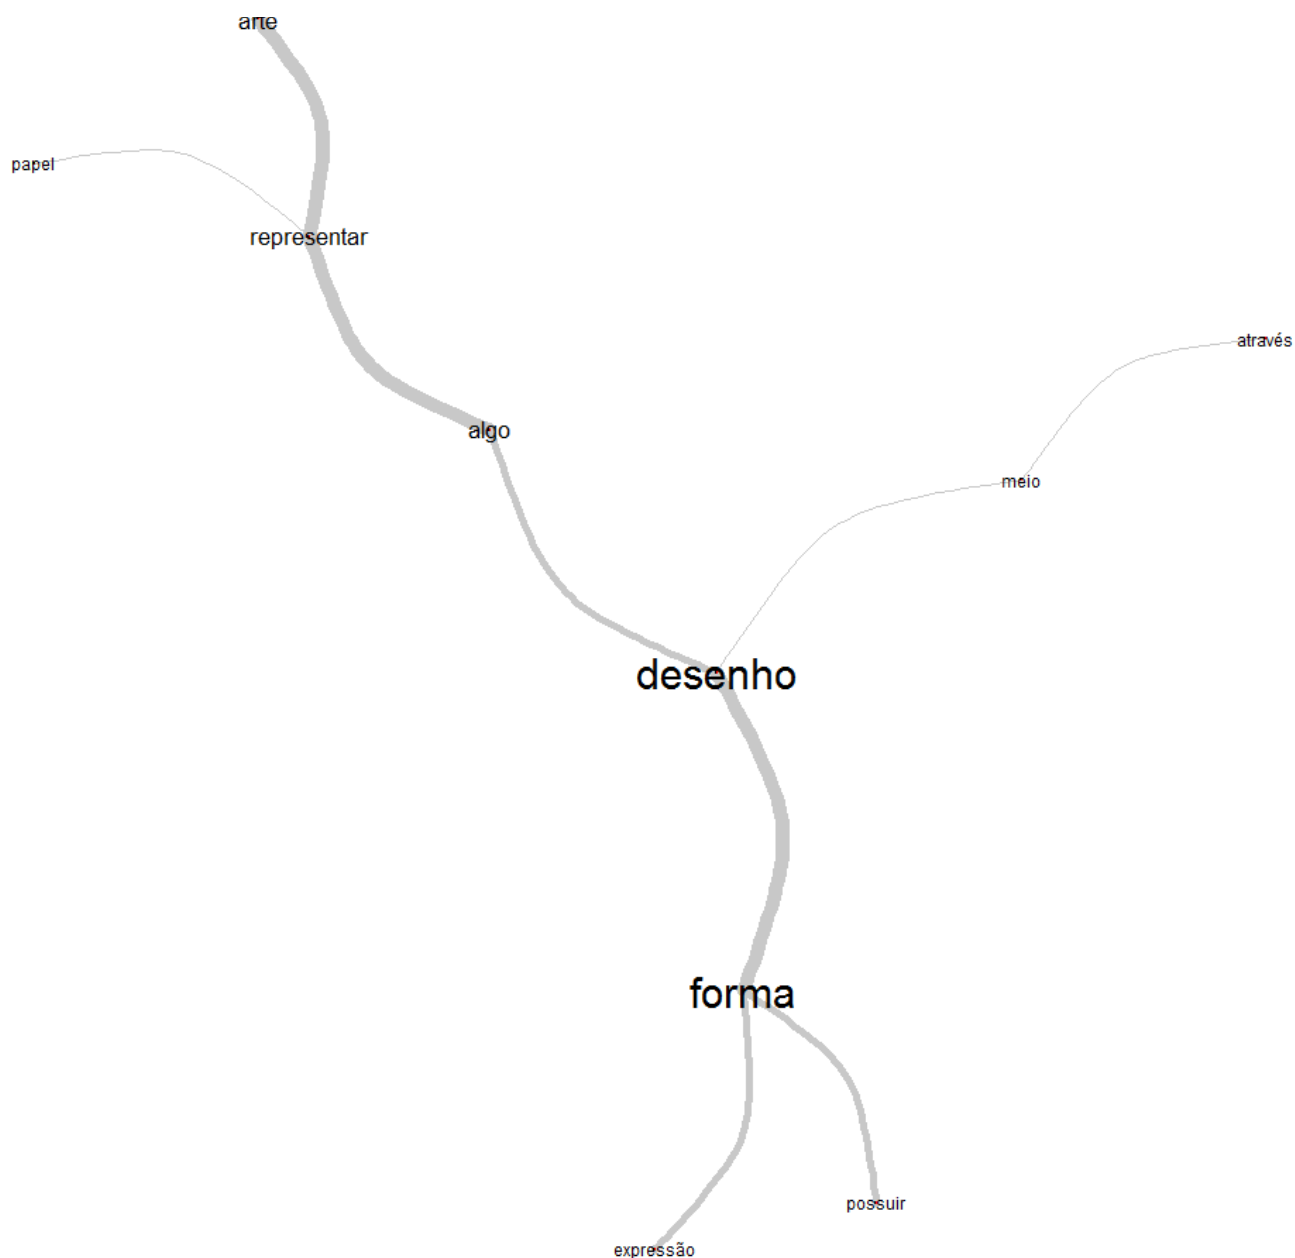 arte
papel
representar
através
algo
meio
desenho
forma
possuir
expressão